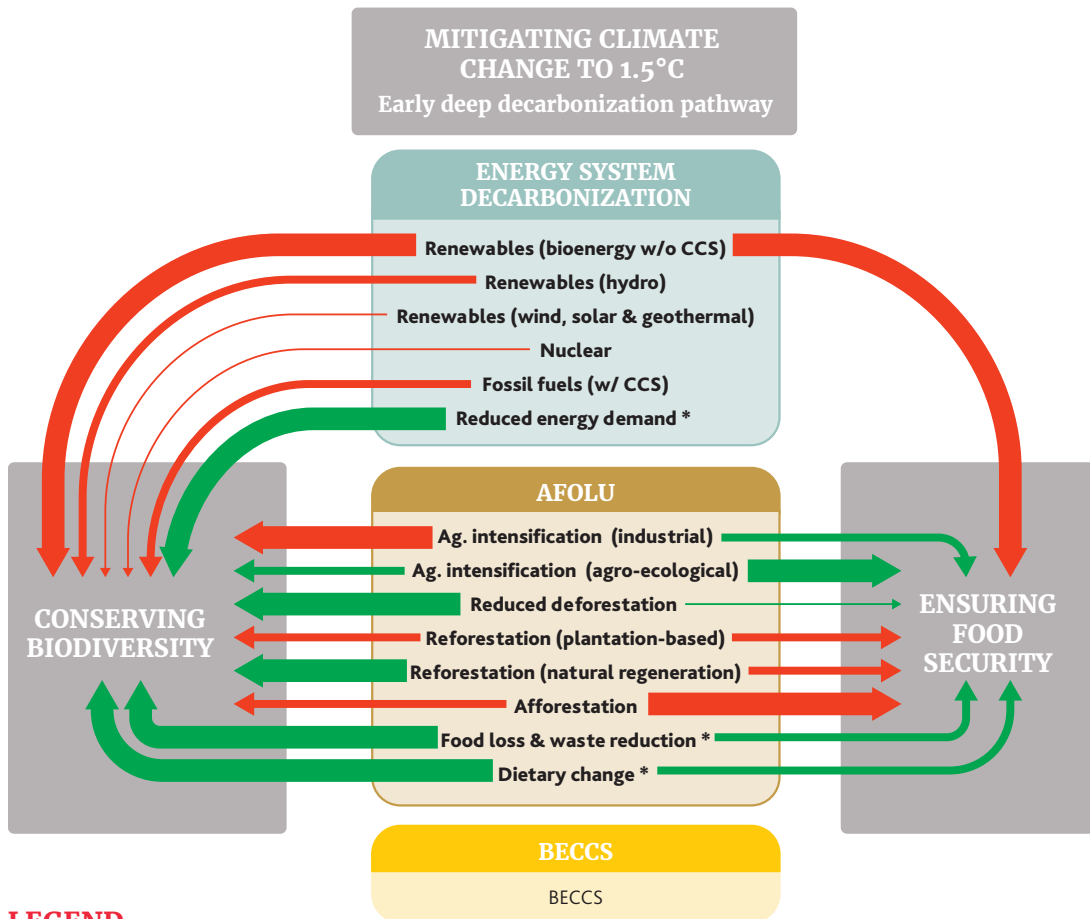 MITIGATING CLIMATE
CHANGE TO 1.5°C
Early deep decarbonization pathway
ENERGY SYSTEM
DECARBONIZATION
Renewables (bioenergy w/o CCS)
Renewables (hydro)
Renewables (wind, solar & geothermal)
Nuclear
Fossil fuels (w/ CCS)
Reduced energy demand *
AFOLU
Ag. intensification (industrial)
Ag. intensification (agro-ecological)
Reduced deforestation
Reforestation (plantation-based)
Reforestation (natural regeneration)
Afforestation
Food loss & waste reduction *
Dietary change *
CONSERVING
BIODIVERSITY
ENSURING
FOOD
SECURITY
BECCS
BECCS
LEGEND